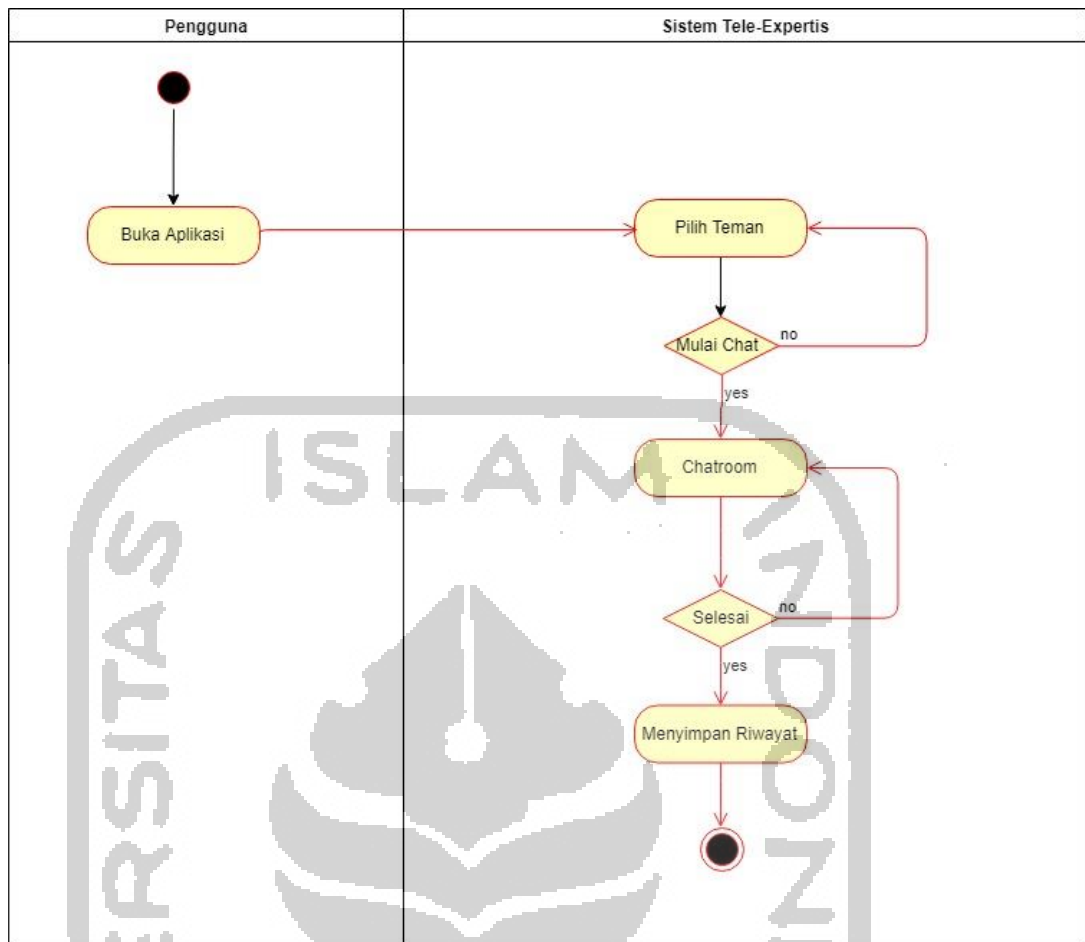 Pengguna
Sistem Tele-Expertis
Buka Aplikasi
Pilih Teman
Mulai Chat
no
yes
Chatroom
Selesai
no
yes
Menyimpan Riwayat
ISLAM